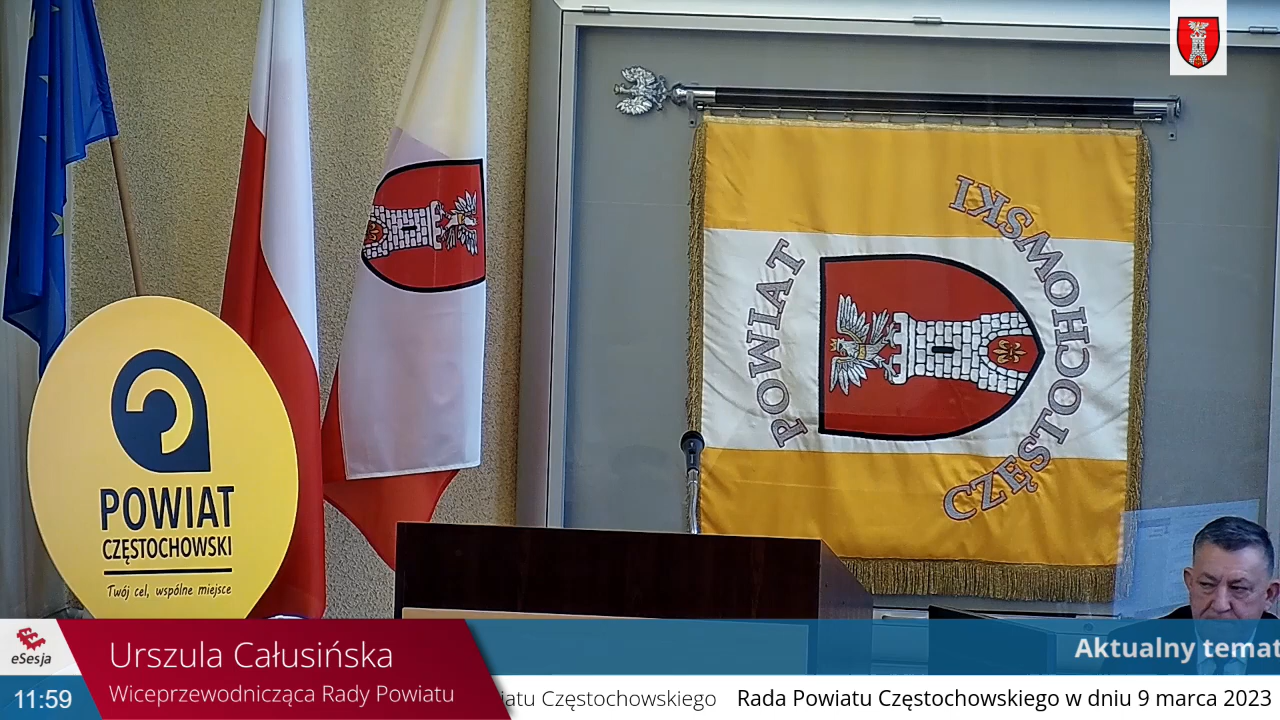 POWIAT
CZĘSTOCHOWSKI
POWIAT
CZĘSTOCHOWSKI
Twój cel, wspólne miejsce
eSesja
Urszula Całusińska
Wiceprzewodnicząca Rady Powiatu
Aktualny temat
11:59
Częstochowskiego
Rada Powiatu Częstochowskiego w dniu 9 marca 2023